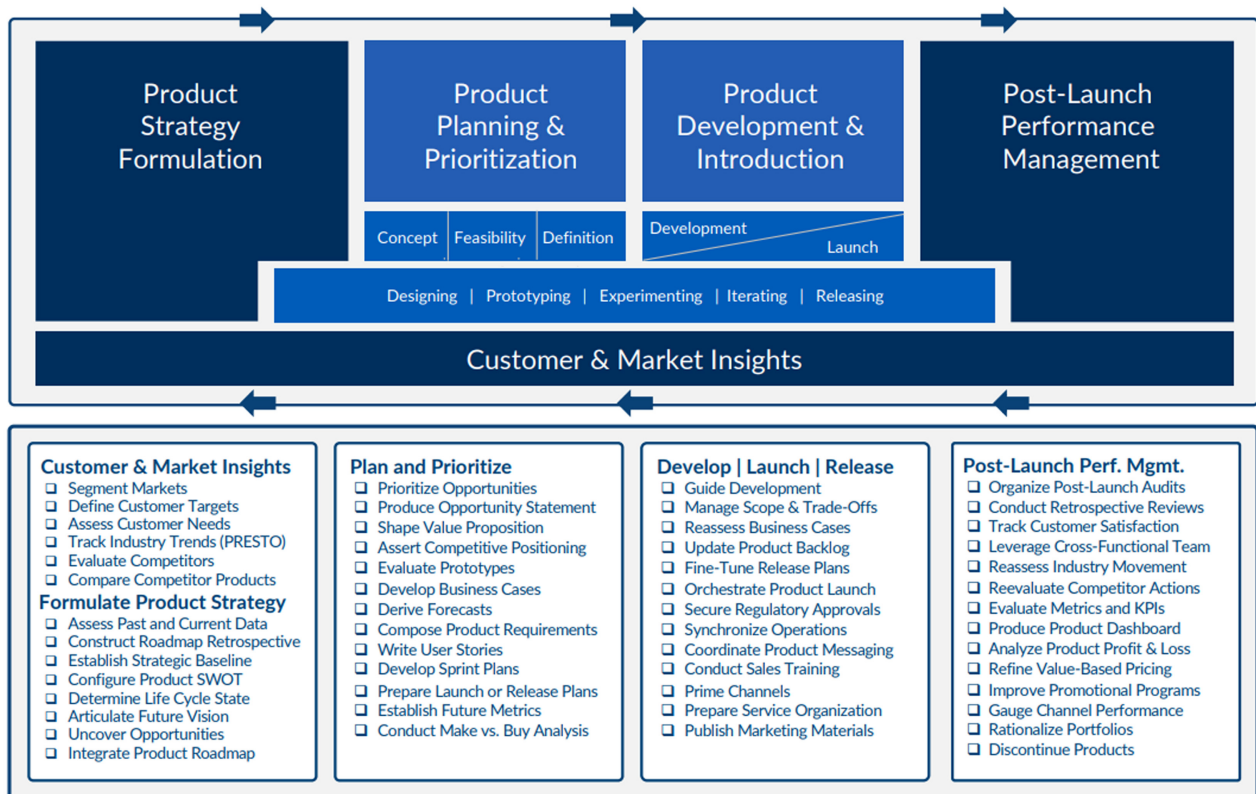 Product
Strategy
Formulation
Product
Planning &
Prioritization
Product
Development &
Introduction
Post-Launch
Performance
Management
Concept
Feasibility
Definition
Development
Launch
Designing | Prototyping | Experimenting | Iterating | Releasing
Customer & Market Insights
Customer & Market Insights
Segment Markets
Define Customer Targets
Assess Customer Needs
Track Industry Trends (PRESTO)
Evaluate Competitors
Compare Competitor Products
Formulate Product Strategy
Assess Past and Current Data
Construct Roadmap Retrospective
Establish Strategic Baseline
Configure Product SWOT
Determine Life Cycle State
Articulate Future Vision
Uncover Opportunities
Integrate Product Roadmap
Plan and Prioritize
Prioritize Opportunities
Produce Opportunity Statement
Shape Value Proposition
Assert Competitive Positioning
Evaluate Prototypes
Develop Business Cases
Derive Forecasts
Compose Product Requirements
Write User Stories
Develop Sprint Plans
Prepare Launch or Release Plans
Establish Future Metrics
Conduct Make vs. Buy Analysis
Develop | Launch | Release
Guide Development
Manage Scope & Trade-Offs
Reassess Business Cases
Update Product Backlog
Fine-Tune Release Plans
Orchestrate Product Launch
Secure Regulatory Approvals
Synchronize Operations
Coordinate Product Messaging
Conduct Sales Training
Prime Channels
Prepare Service Organization
Publish Marketing Materials
Post-Launch Perf. Mgmt.
Organize Post-Launch Audits
Conduct Retrospective Reviews
Track Customer Satisfaction
Leverage Cross-Functional Team
Reassess Industry Movement
Reevaluate Competitor Actions
Evaluate Metrics and KPIs
Produce Product Dashboard
Analyze Product Profit & Loss
Refine Value-Based Pricing
Improve Promotional Programs
Gauge Channel Performance
Rationalize Portfolios
Discontinue Products